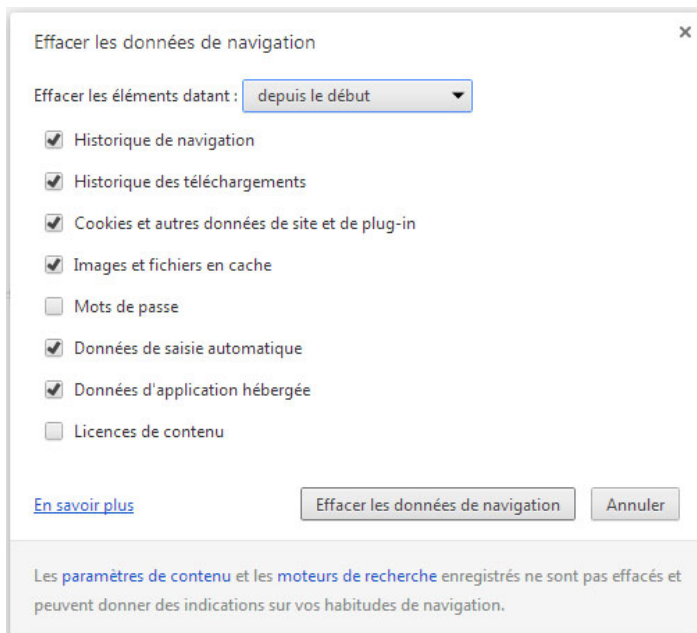 Effacer les données de navigation
Effacer les éléments datant : depuis le début
Historique de navigation
Historique des téléchargements
Cookies et autres données de site et de plug-in
Images et fichiers en cache
Mots de passe
Données de saisie automatique
Données d'application hébergée
Licences de contenu
En savoir plus Effacer les données de navigation Annuler
Les paramètres de contenu et les moteurs de recherche enregistrés ne sont pas effacés et
peuvent donner des indications sur vos habitudes de navigation.